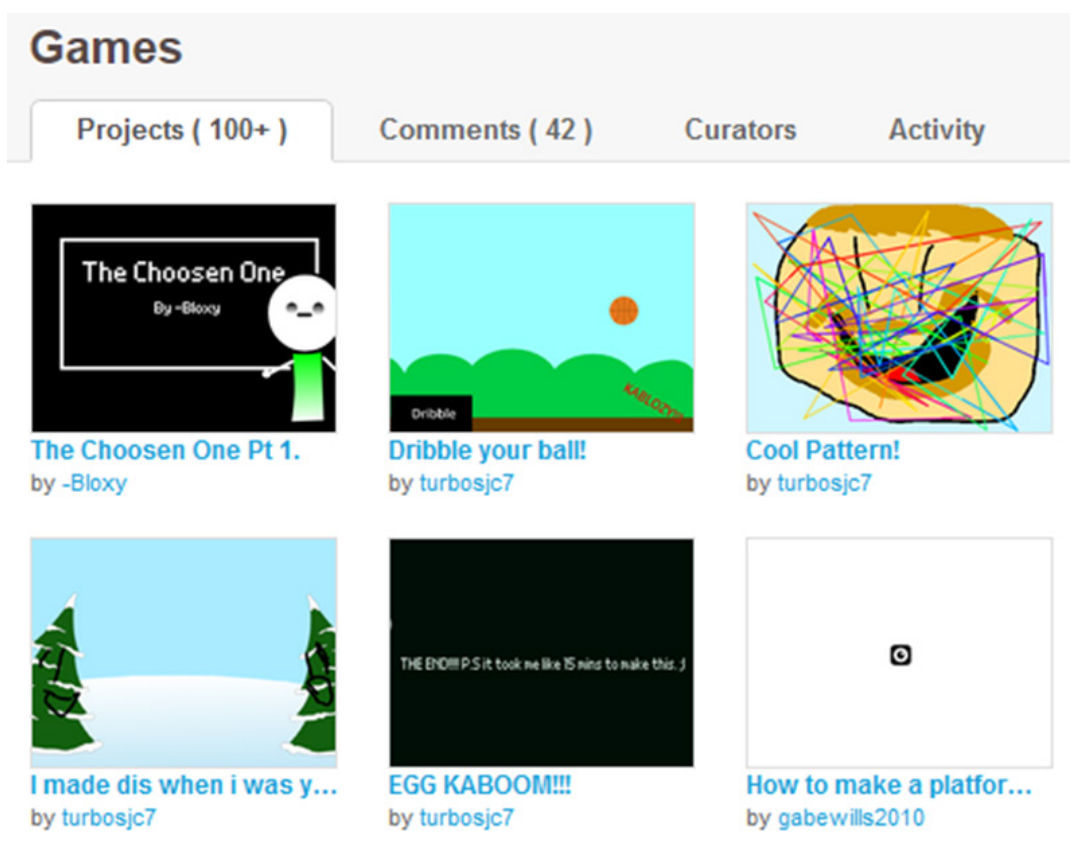 Games
Projects ( 100+ )
Comments ( 42 )
Curators
Activity
The Choosen One
By -Bloxy
Dribble
KABLOZY!!!
The Choosen One Pt 1.
by -Bloxy
Dribble your ball!
by turbosjc7
Cool Pattern!
by turbosjc7
THE END!!! P.S it took me like 15 mins to make this. ;)
I made dis when i was y...
by turbosjc7
EGG KABOOM!!!
by turbosjc7
How to make a platfor...
by gabewills2010